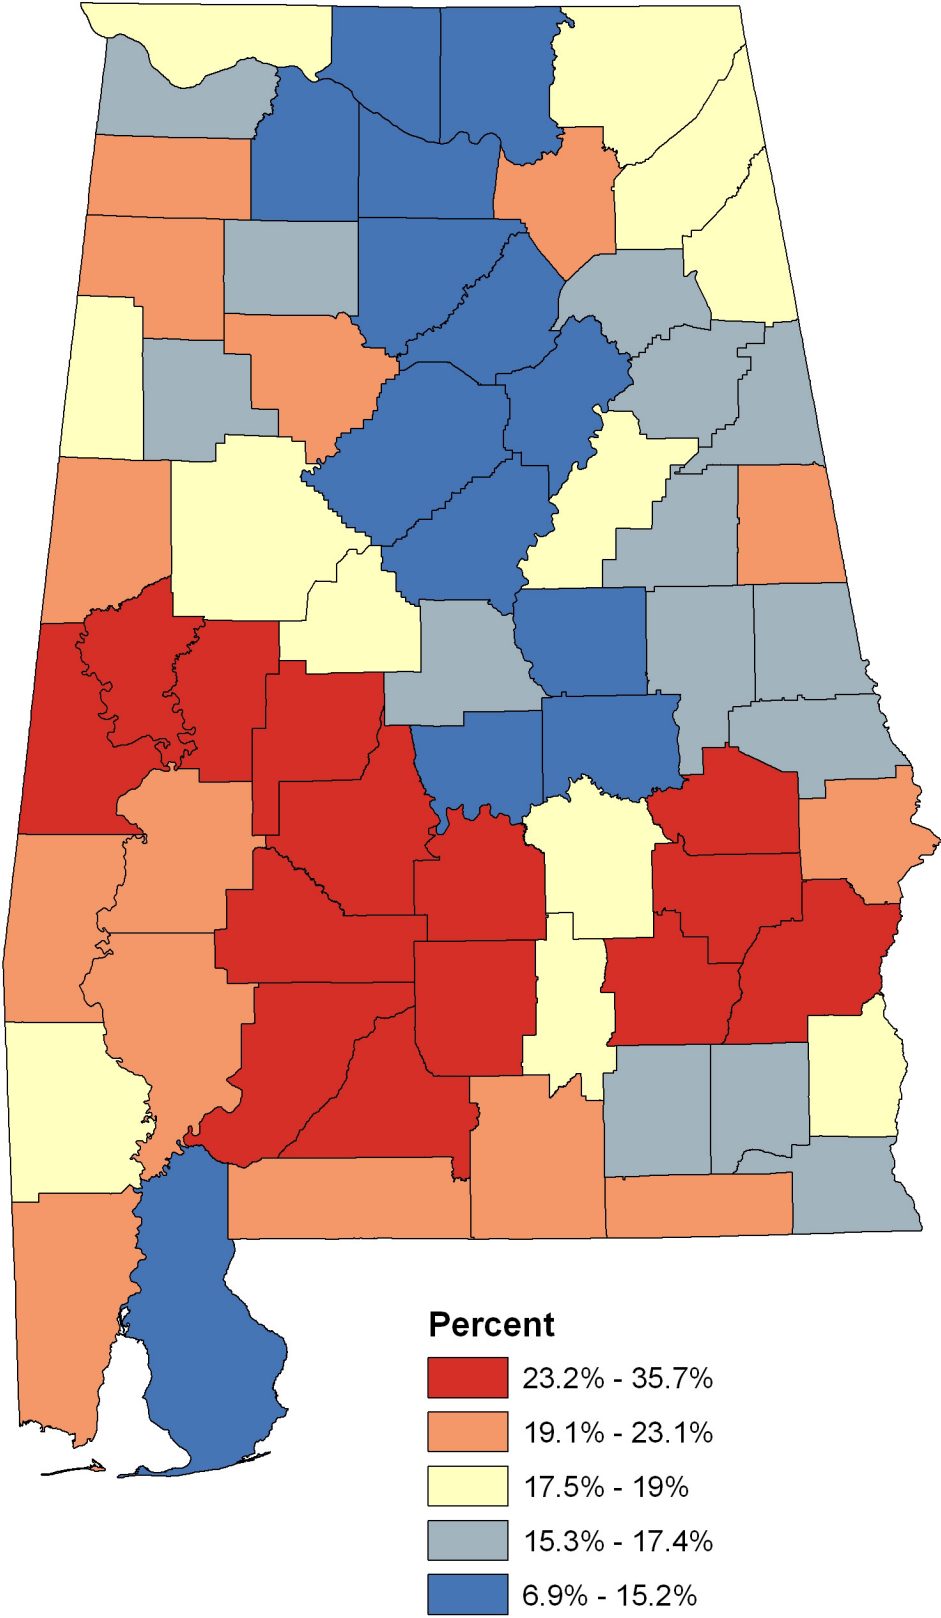 Percent
23.2% - 35.7%
19.1% - 23.1%
17.5% - 19%
15.3% - 17.4%
6.9% - 15.2%